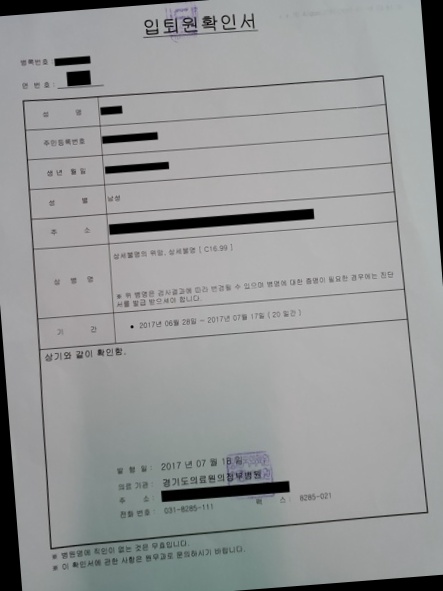 입퇴원확인서
등록번호 :
연 번 호 :
성 명
주민등록번호
생년 월일
성 별 남성
주 소
상세불명의 위암, 상세불명 [ C16.99 ]
상 병 명
※ 위 병명은 검사결과에 따라 변경될 수 있으며 병명에 대한 증명이 필요한 경우에는 진단
서를 발급 받으셔야 합니다.
기 간 • 2017년 06월 28일 ~ 2017년 07월 17일 ( 20 일간 )
상기와 같이 확인함.
발 행 일 : 2017 년 07 월 18 일
의료 기관 : 경기도의료원의정부병원
주 소 :
전화 번호 : 031-8285-111 팩 스 : 8285-021
※ 병원명에 직인이 없는 것은 무효입니다.
※ 이 확인서에 관한 사항은 원무과로 문의하시기 바랍니다.